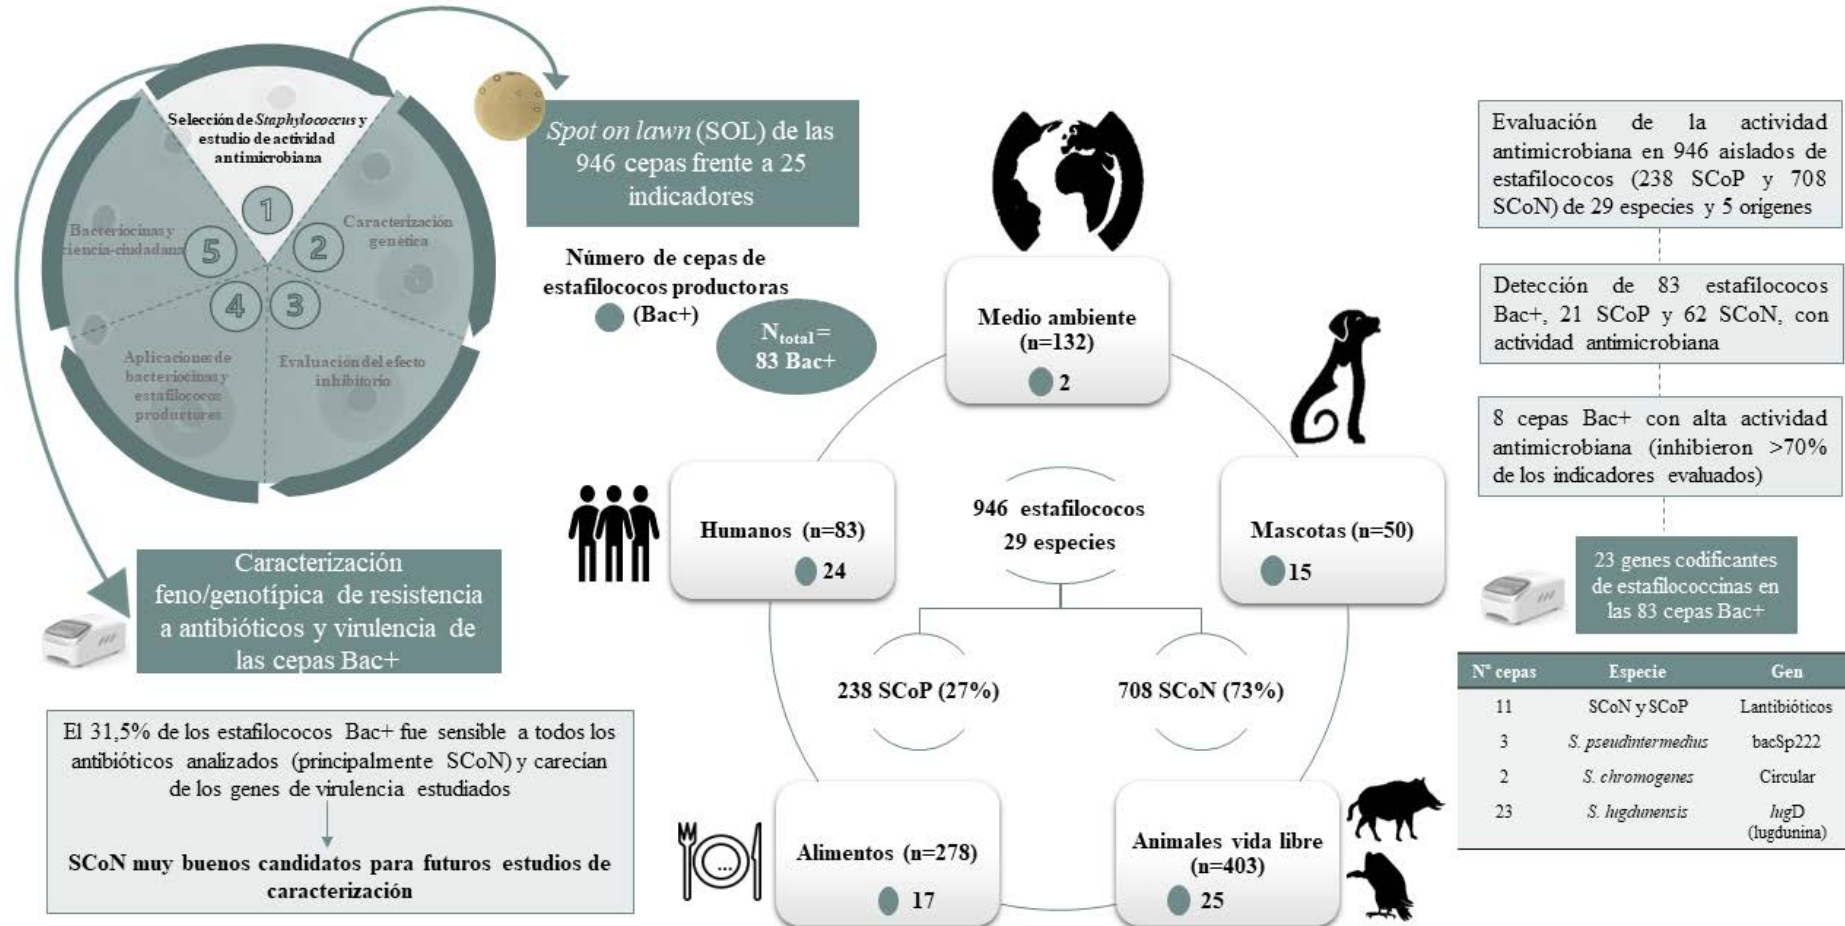 Selección de Staphylococcus y
estudio de actividad
antimicrobiana
1
2
Caracterización
genética
3
Evaluación del efecto
inhibitorio
4
Aplicaciones de
bacteriocinas y
estafilococos
productores
5
Bacteriocinas y
ciencia-ciudadana
Spot on lawn (SOL) de las
946 cepas frente a 25
indicadores
Número de cepas de
estafilococos productoras
(Bac+)
Ntotal=
83 Bac+
Caracterización
feno/genotípica de resistencia
a antibióticos y virulencia de
las cepas Bac+
El 31,5% de los estafilococos Bac+ fue sensible a todos los
antibióticos analizados (principalmente SCoN) y carecían
de los genes de virulencia estudiados
SCoN muy buenos candidatos para futuros estudios de
caracterización
Medio ambiente
(n=132)
2
Humanos (n=83)
24
Mascotas (n=50)
15
946 estafilococos
29 especies
238 SCoP (27%)
708 SCoN (73%)
Alimentos (n=278)
17
Animales vida libre
(n=403)
25
...
Evaluación de la actividad
antimicrobiana en 946 aislados de
estafilococos (238 SCoP y 708
SCoN) de 29 especies y 5 orígenes
Detección de 83 estafilococos
Bac+, 21 SCoP y 62 SCoN, con
actividad antimicrobiana
8 cepas Bac+ con alta actividad
antimicrobiana (inhibieron >70%
de los indicadores evaluados)
23 genes codificantes
de estafilococcinas en
las 83 cepas Bac+
Nº cepas Especie Gen
11 SCoN y SCoP Lantibióticos
3 S. pseudintermedius bacSp222
2 S. chromogenes Circular
23 S. lugdunensis lugD
(lugdunina)